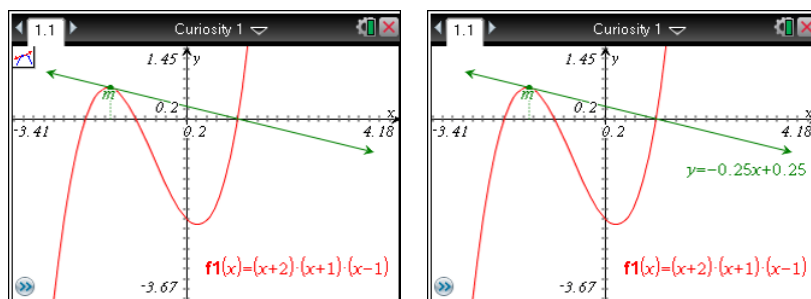 1.1 Curiosity 1
1.45 y
m
0.2
x
-3.41 0.2 4.18
f1(x)=(x+2)·(x+1)·(x-1)
-3.67
1.1 Curiosity 1
1.45 y
m
0.2
x
-3.41 0.2 4.18
y=-0.25x+0.25
f1(x)=(x+2)·(x+1)·(x-1)
-3.67